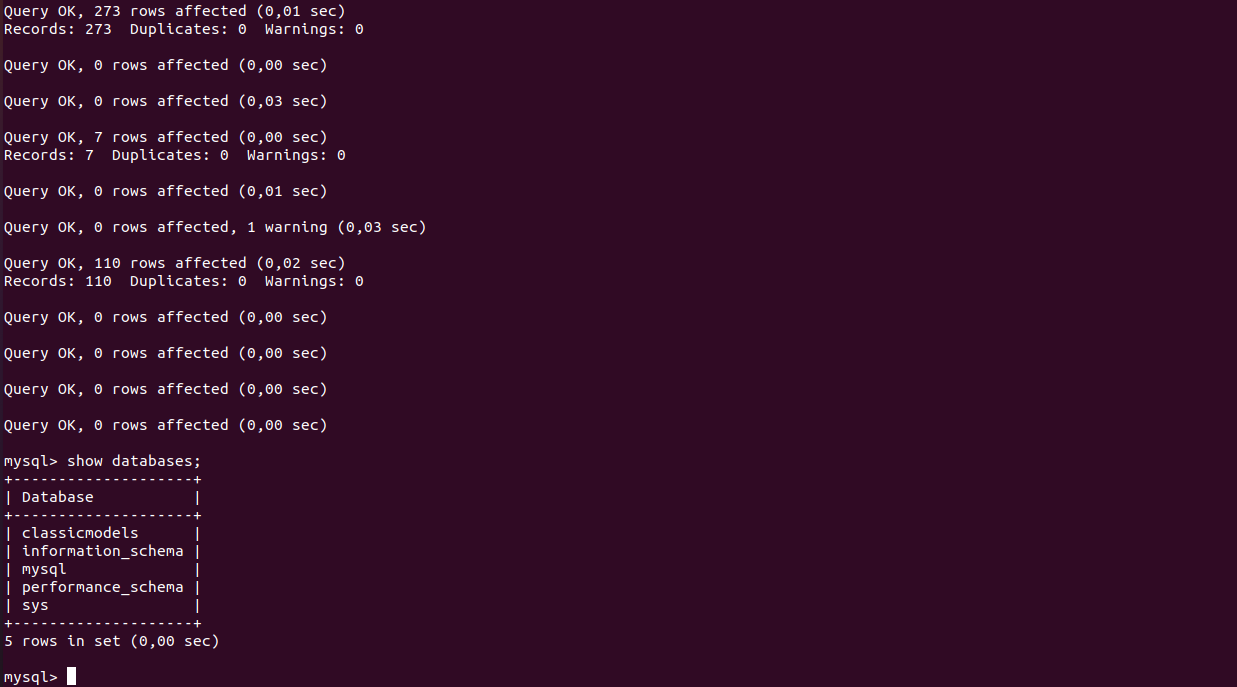 Query OK, 273 rows affected (0,01 sec)
Records: 273  Duplicates: 0  Warnings: 0
Query OK, 0 rows affected (0,00 sec)
Query OK, 0 rows affected (0,03 sec)
Query OK, 7 rows affected (0,00 sec)
Records: 7  Duplicates: 0  Warnings: 0
Query OK, 0 rows affected (0,01 sec)
Query OK, 0 rows affected, 1 warning (0,03 sec)
Query OK, 110 rows affected (0,02 sec)
Records: 110  Duplicates: 0  Warnings: 0
Query OK, 0 rows affected (0,00 sec)
Query OK, 0 rows affected (0,00 sec)
Query OK, 0 rows affected (0,00 sec)
Query OK, 0 rows affected (0,00 sec)
mysql> show databases;
+--------------------+
| Database           |
+--------------------+
| classicmodels      |
| information_schema |
| mysql              |
| performance_schema |
| sys                |
+--------------------+
5 rows in set (0,00 sec)
mysql>